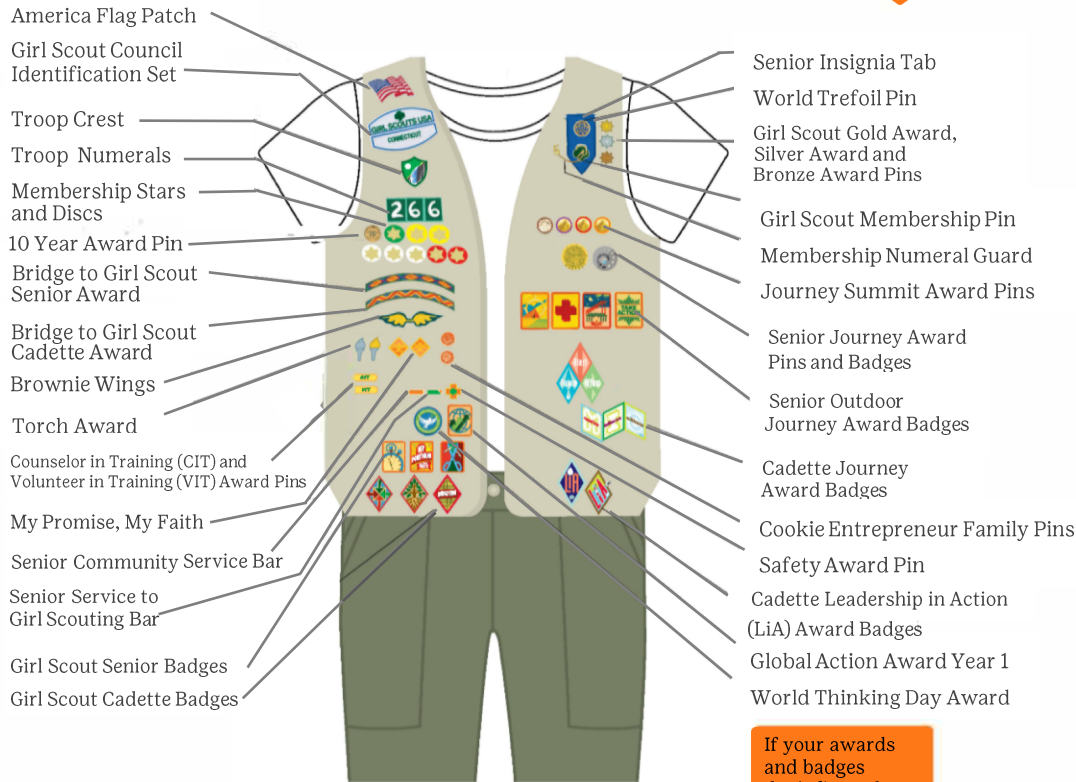 America Flag Patch
Girl Scout Council
Identification Set
Troop Crest
Troop Numerals
Membership Stars
and Discs
10 Year Award Pin
Bridge to Girl Scout
Senior Award
Bridge to Girl Scout
Cadette Award
Brownie Wings
Torch Award
Counselor in Training (CIT) and
Volunteer in Training (VIT) Award Pins
My Promise, My Faith
Senior Community Service Bar
Senior Service to
Girl Scouting Bar
Girl Scout Senior Badges
Girl Scout Cadette Badges
GIRL SCOUTS USA
CONNECTICUT
266
TAKE
ACTION
LiA
Senior Insignia Tab
World Trefoil Pin
Girl Scout Gold Award,
Silver Award and
Bronze Award Pins
Girl Scout Membership Pin
Membership Numeral Guard
Journey Summit Award Pins
Senior Journey Award
Pins and Badges
Senior Outdoor
Journey Award Badges
Cadette Journey
Award Badges
Cookie Entrepreneur Family Pins
Safety Award Pin
Cadette Leadership in Action
(LiA) Award Badges
Global Action Award Year 1
World Thinking Day Award
If your awards
and badges